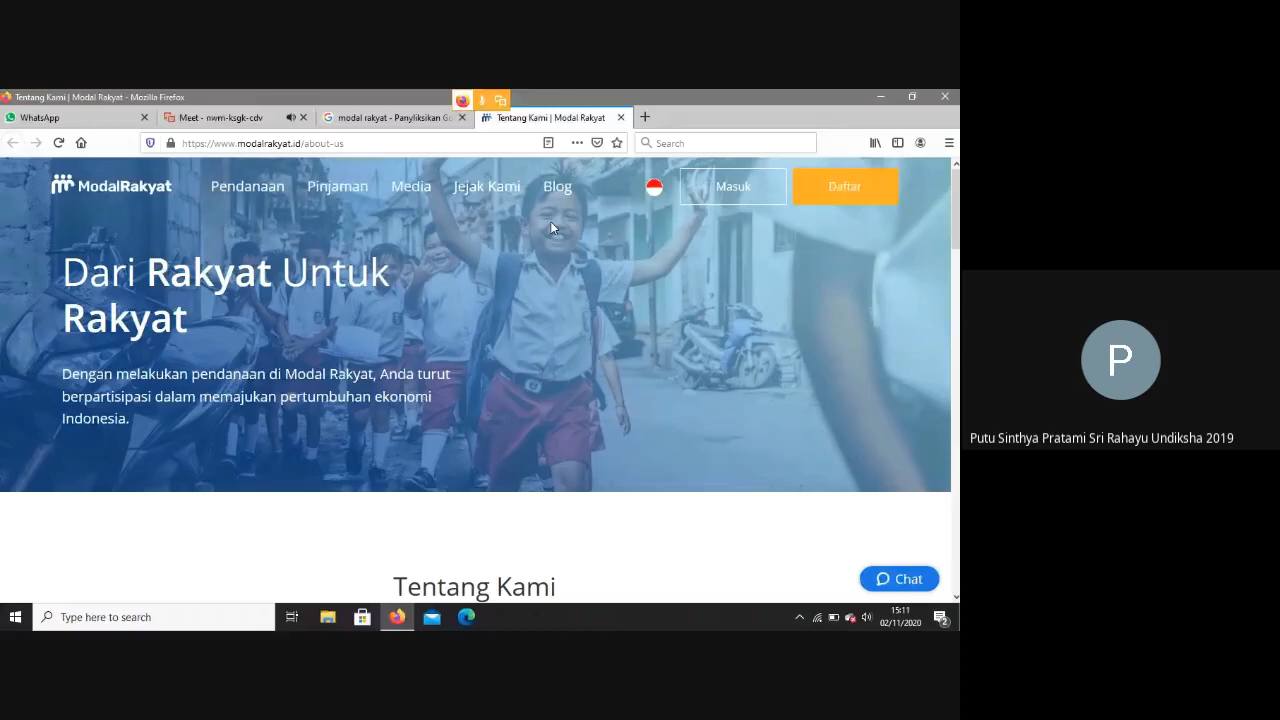 Tentang Kami | Modal Rakyat - Mozilla Firefox
WhatsApp
Meet - nwm-ksgk-cdv
modal rakyat - Panyliksikan Go
Tentang Kami | Modal Rakyat
https://www.modalrakyat.id/about-us
Search
ModalRakyat
Pendanaan
Pinjaman
Media
Jejak Kami
Blog
Masuk
Daftar
Dari Rakyat Untuk
Rakyat
Dengan melakukan pendanaan di Modal Rakyat, Anda turut
berpartisipasi dalam memajukan pertumbuhan ekonomi
Indonesia.
P
Putu Sinthya Pratami Sri Rahayu Undiksha 2019
Tentang Kami
Chat
Type here to search
15:11
02/11/2020
2